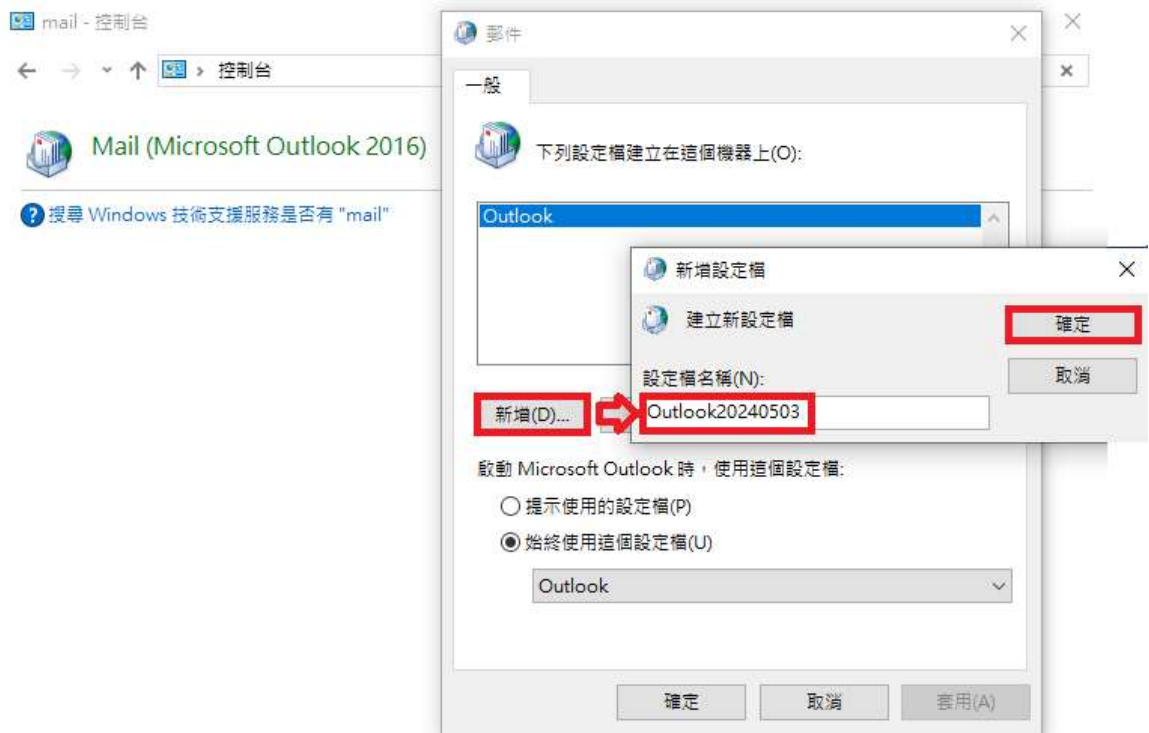 mail - 控制台
控制台
Mail (Microsoft Outlook 2016)
搜尋 Windows 技術支援服務是否有 "mail"
郵件
一般
下列設定檔建立在這個機器上(O):
Outlook
新增設定檔
建立新設定檔
確定
取消
設定檔名稱(N):
Outlook20240503
新增(D)...
啟動 Microsoft Outlook 時，使用這個設定檔:
提示使用的設定檔(P)
始終使用這個設定檔(U)
Outlook
確定
取消
套用(A)